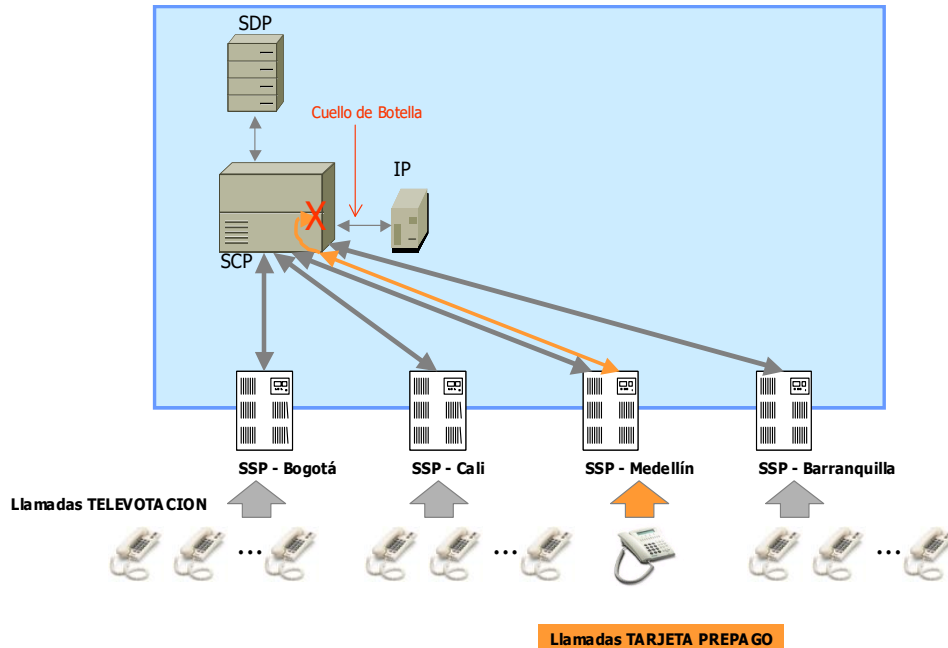 SDP
Cuello de Botella
IP
SCP
SSP - Bogotá
SSP - Cali
SSP - Medellín
SSP - Barranquilla
Llamadas TELEVOTACION
...
...
...
Llamadas TARJETA PREPAGO